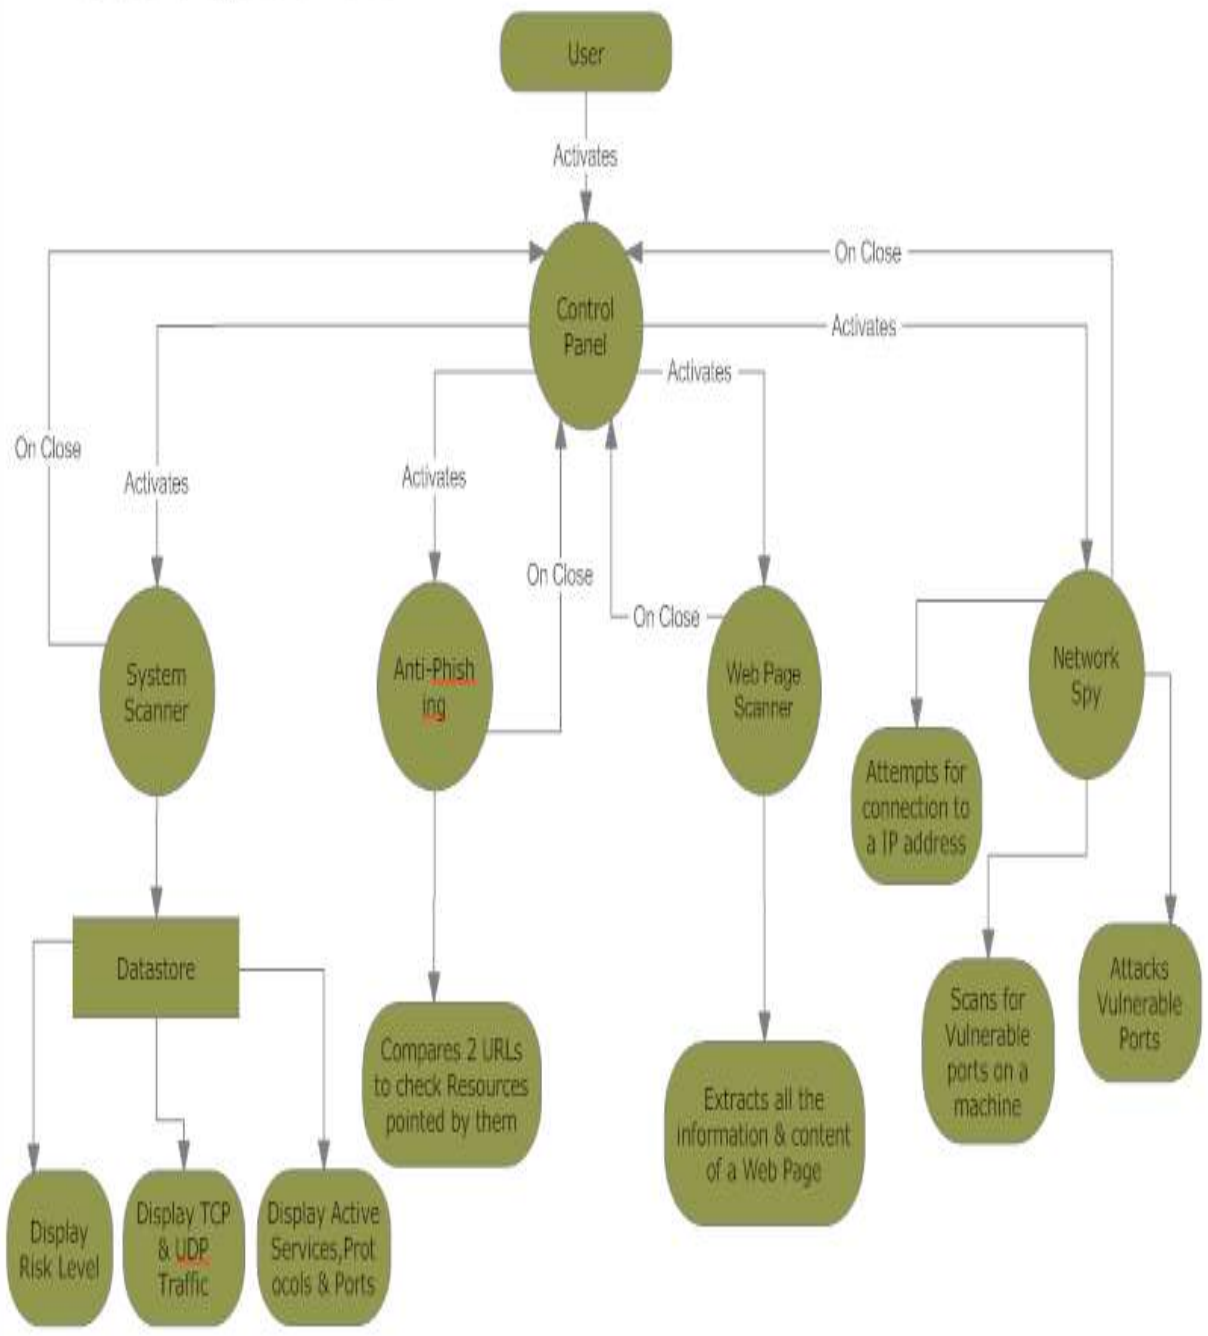 User
Activates
On Close
Control
Panel
Activates
Activates
On Close
Activates
Activates
On Close
On Close
System
Scanner
Anti-Phish
ing
Web Page
Scanner
Network
Spy
Attempts for
connection to
a IP address
Datastore
Compares 2 URLs
to check Resources
pointed by them
Extracts all the
information & content
of a Web Page
Scans for
Vulnerable
ports on a
machine
Attacks
Vulnerable
Ports
Display
Risk Level
Display TCP
& UDP
Traffic
Display Active
Services,Prot
ocols & Ports